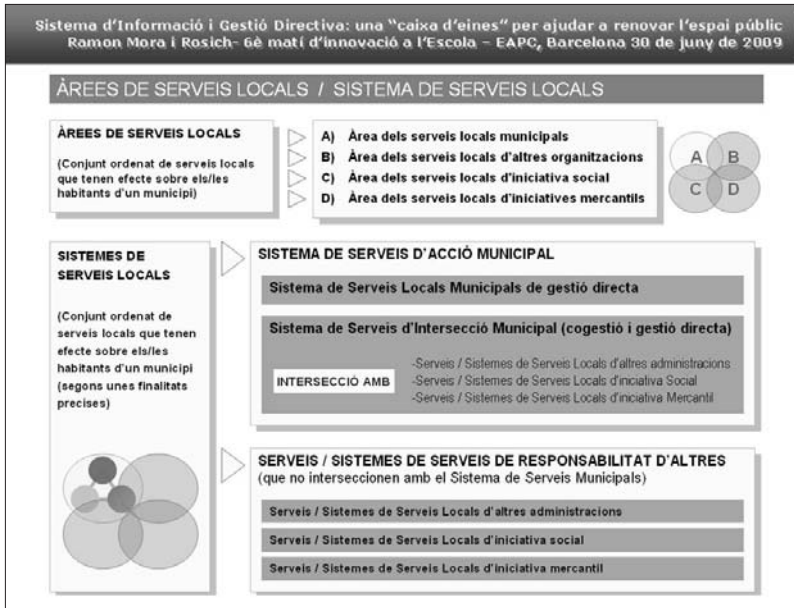 Sistema d'Informació i Gestió Directiva: una "caixa d'eines" per ajudar a renovar l'espai públic
Ramon Mora i Rosich- 6è matí d'innovació a l'Escola – EAPC, Barcelona 30 de juny de 2009
ÀREES DE SERVEIS LOCALS / SISTEMA DE SERVEIS LOCALS
ÀREES DE SERVEIS LOCALS
(Conjunt ordenat de serveis locals
que tenen efecte sobre els/les
habitants d'un municipi)
A) Àrea dels serveis locals municipals
B) Àrea dels serveis locals d'altres organitzacions
C) Àrea dels serveis locals d'iniciativa social
D) Àrea dels serveis locals d'iniciatives mercantils
A B
C D
SISTEMES DE
SERVEIS LOCALS
(Conjunt ordenat de
serveis locals que tenen
efecte sobre els/les
habitants d'un municipi
(segons unes finalitats
precises)
SISTEMA DE SERVEIS D'ACCIÓ MUNICIPAL
Sistema de Serveis Locals Municipals de gestió directa
Sistema de Serveis d'Intersecció Municipal (cogestió i gestió directa)
INTERSECCIÓ AMB
-Serveis / Sistemes de Serveis Locals d'altres administracions
-Serveis / Sistemes de Serveis Locals d'iniciativa Social
-Serveis / Sistemes de Serveis Locals d'iniciativa Mercantil
SERVEIS / SISTEMES DE SERVEIS DE RESPONSABILITAT D'ALTRES
(que no interseccionen amb el Sistema de Serveis Municipals)
Serveis / Sistemes de Serveis Locals d'altres administracions
Serveis / Sistemes de Serveis Locals d'iniciativa social
Serveis / Sistemes de Serveis Locals d'iniciativa mercantil